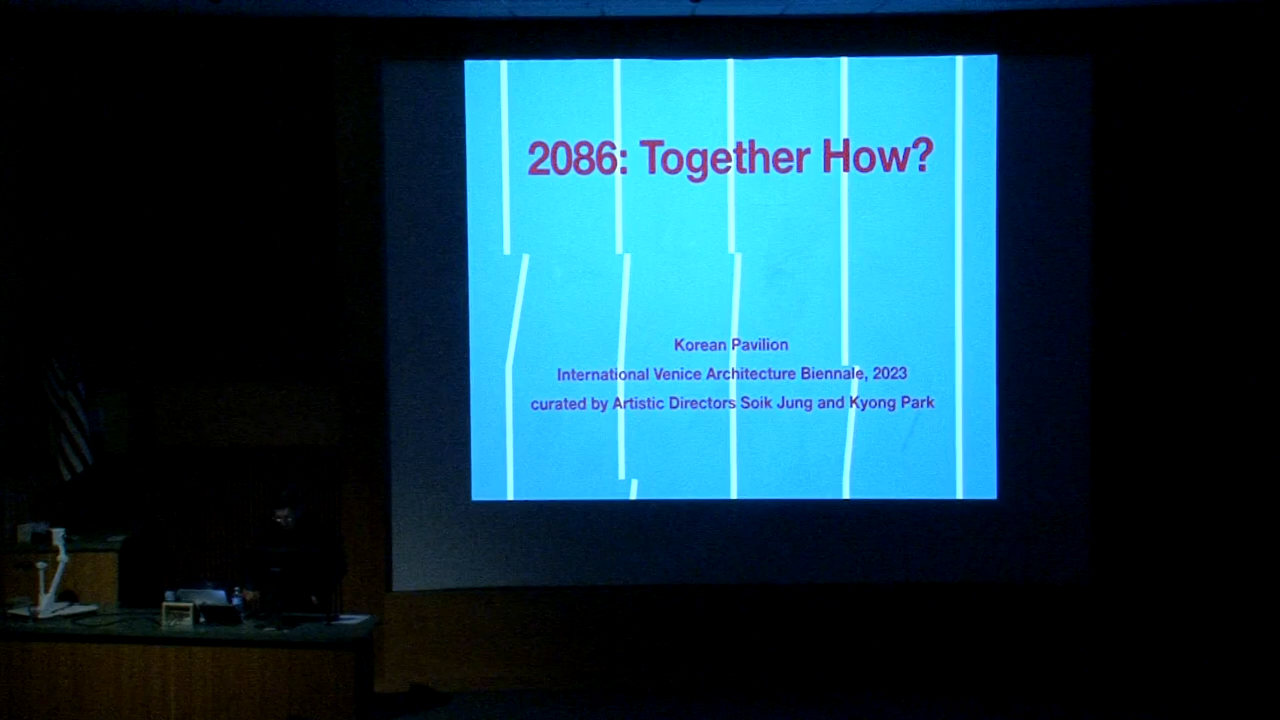 2086: Together How?
Korean Pavilion
International Venice Architecture Biennale, 2023
curated by Artistic Directors Soik Jung and Kyong Park